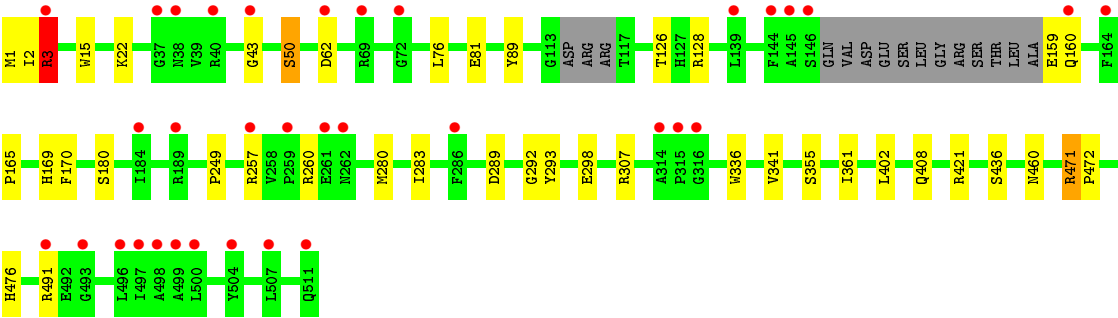 M1 I2 R3 W15 K22 G37 N38 V39 R40 G43 S50 D62 R69 G72 L76 E81 Y89 G113 ASP ARG ARG T117 T126 H127 R128 L139 F144 A145 S146 GLN VAL ASP GLU SER LEU GLY ARG SER THR LEU ALA E159 Q160 F164
P165 H169 F170 S180 I184 R189 P249 R257 V258 P259 R260 E261 N262 M280 I283 F286 D289 G292 Y293 E298 R307 A314 P315 G316 W336 V341 S355 I361 L402 Q408 R421 S436 N460 R471 P472
H476 R491 E492 G493 L496 I497 A498 A499 L500 Y504 L507 Q511